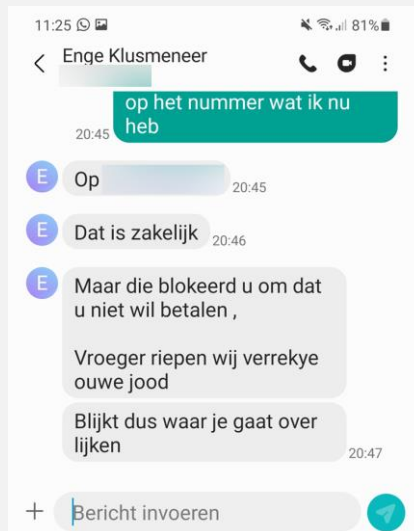 11:25 81%
Enge Klusmeneer
op het nummer wat ik nu
heb
20:45
E
Op
20:45
E
Dat is zakelijk
20:46
E
Maar die blokeerd u om dat
u niet wil betalen ,
Vroeger riepen wij verrekye
ouwe jood
Blijkt dus waar je gaat over
lijken
20:47
Bericht invoeren